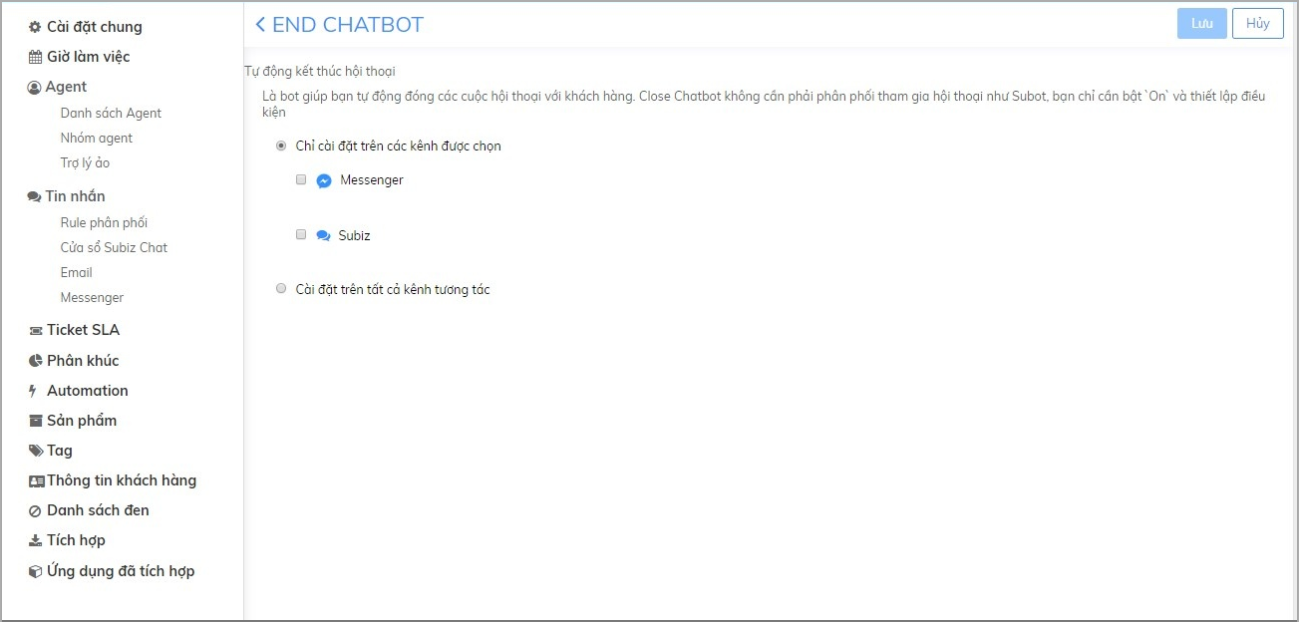 Cài đặt chung
Giờ làm việc
Agent
Danh sách Agent
Nhóm agent
Trợ lý ảo
Tin nhắn
Rule phân phối
Cửa sổ Subiz Chat
Email
Messenger
Ticket SLA
Phân khúc
Automation
Sản phẩm
Tag
Thông tin khách hàng
Danh sách đen
Tích hợp
Ứng dụng đã tích hợp
END CHATBOT
Lưu
Hủy
Tự động kết thúc hội thoại
Là bot giúp bạn tự động đóng các cuộc hội thoại với khách hàng. Close Chatbot không cần phải phân phối tham gia hội thoại như Subot, bạn chỉ cần bật `On` và thiết lập điều
kiện
Chỉ cài đặt trên các kênh được chọn
Messenger
Subiz
Cài đặt trên tất cả kênh tương tác